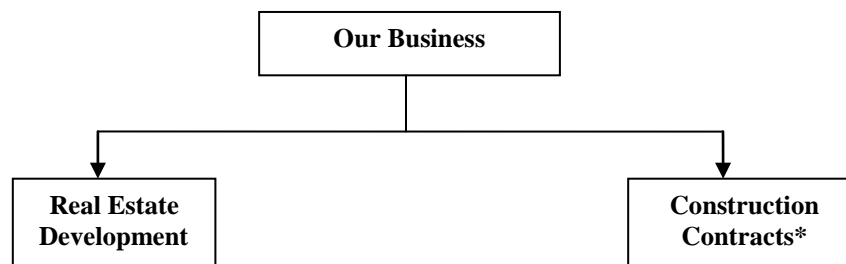 Our Business
Real Estate
Development
Construction
Contracts*